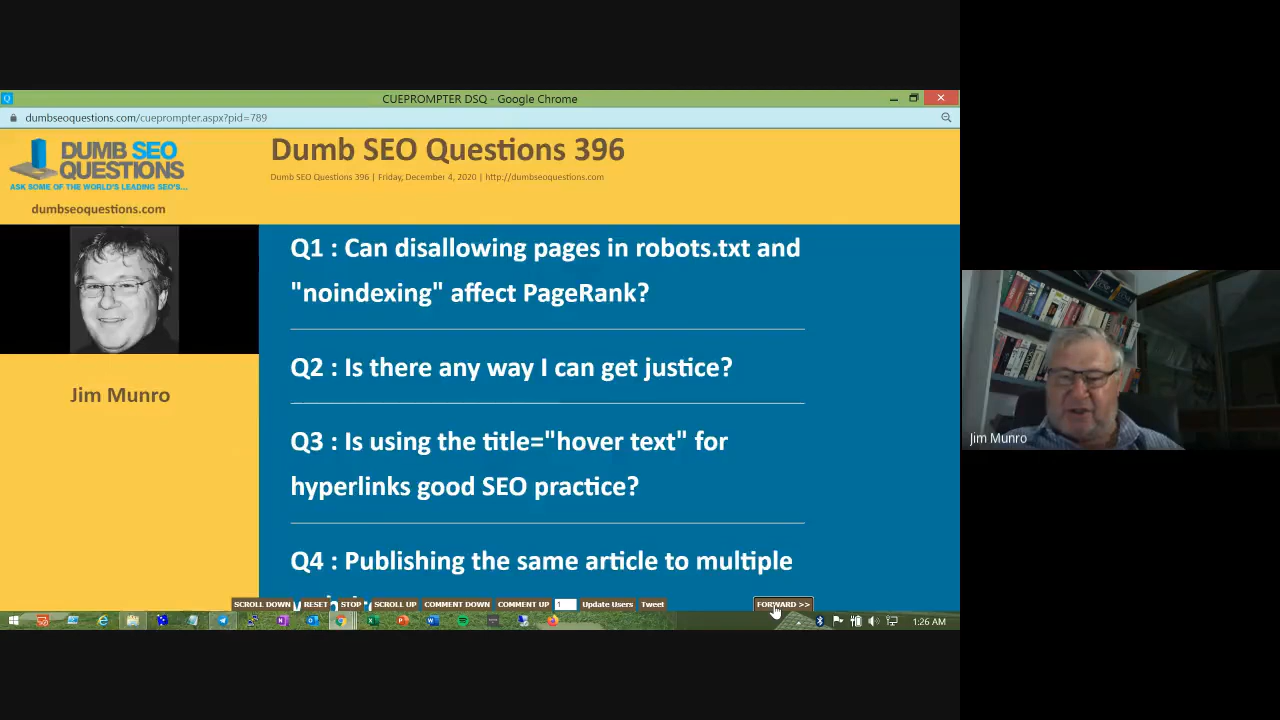 CUEPROMPTER DSQ - Google Chrome
dumbseoquestions.com/cueprompter.aspx?pid=789
DUMB SEO
QUESTIONS
ASK SOME OF THE WORLD'S LEADING SEO'S...
dumbseoquestions.com
Dumb SEO Questions 396
Dumb SEO Questions 396 | Friday, December 4, 2020 | http://dumbseoquestions.com
Jim Munro
Q1 : Can disallowing pages in robots.txt and
"noindexing" affect PageRank?
Q2 : Is there any way I can get justice?
Q3 : Is using the title="hover text" for
hyperlinks good SEO practice?
Q4 : Publishing the same article to multiple
SCROLL DOWN RESET STOP SCROLL UP COMMENT DOWN COMMENT UP 1 Update Users Tweet FORWARD >>
1:26 AM
Jim Munro